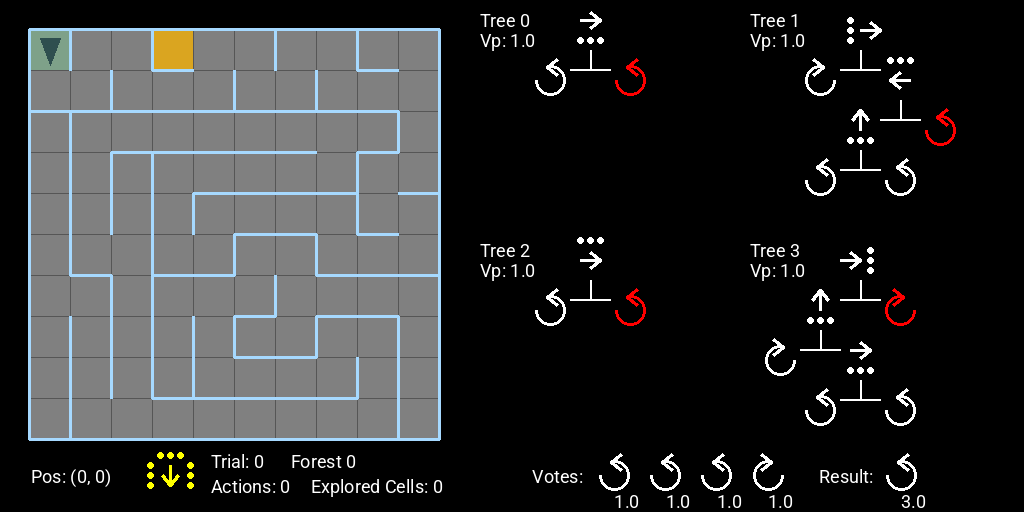 Tree 0
Vp: 1.0
Tree 1
Vp: 1.0
Tree 2
Vp: 1.0
Tree 3
Vp: 1.0
Pos: (0, 0)
Trial: 0 Forest 0
Actions: 0 Explored Cells: 0
Votes: Result:
1.0 1.0 1.0 1.0 3.0